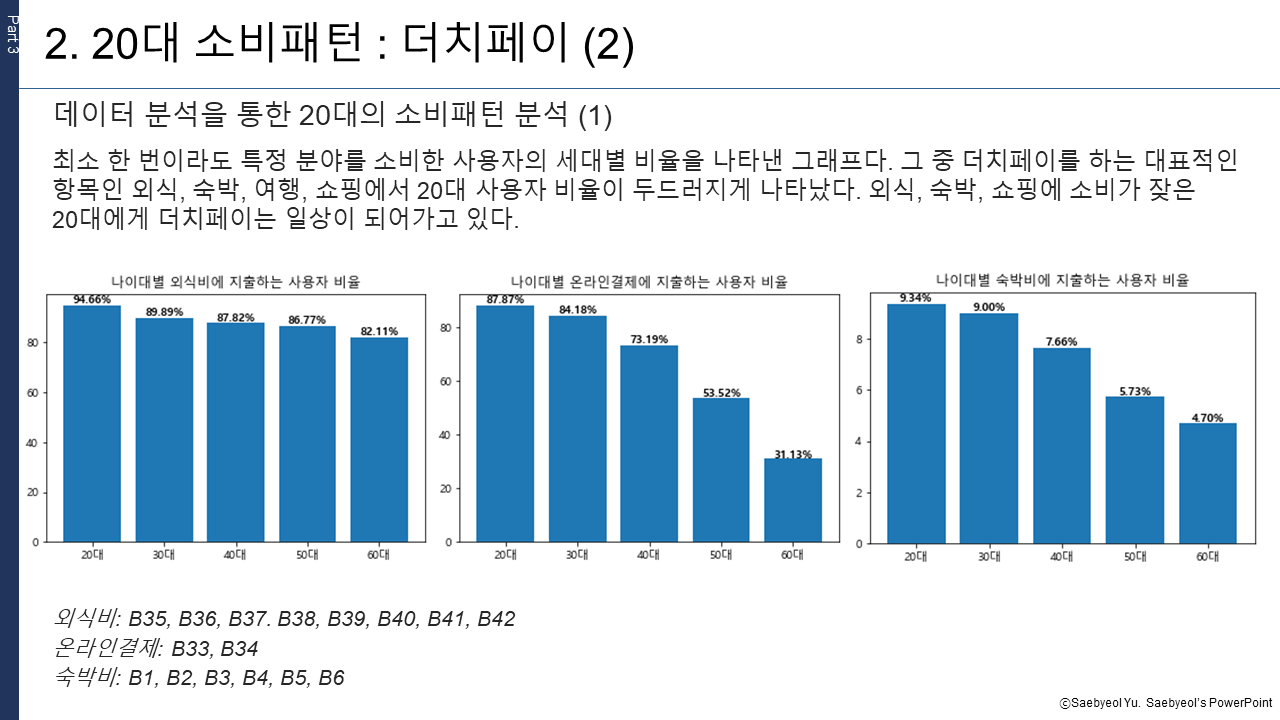 Part 3
2. 20대 소비패턴 : 더치페이 (2)
데이터 분석을 통한 20대의 소비패턴 분석 (1)
최소 한 번이라도 특정 분야를 소비한 사용자의 세대별 비율을 나타낸 그래프다. 그 중 더치페이를 하는 대표적인
항목인 외식, 숙박, 여행, 쇼핑에서 20대 사용자 비율이 두드러지게 나타났다. 외식, 숙박, 쇼핑에 소비가 잦은
20대에게 더치페이는 일상이 되어가고 있다.
나이대별 외식비에 지출하는 사용자 비율
94.66%
89.89%
87.82%
86.77%
82.11%
80
60
40
20
0
20대 30대 40대 50대 60대
나이대별 온라인결제에 지출하는 사용자 비율
87.87%
84.18%
73.19%
53.52%
31.13%
80
60
40
20
0
20대 30대 40대 50대 60대
나이대별 숙박비에 지출하는 사용자 비율
9.34%
9.00%
7.66%
5.73%
4.70%
8
6
4
2
0
20대 30대 40대 50대 60대
외식비: B35, B36, B37. B38, B39, B40, B41, B42
온라인결제: B33, B34
숙박비: B1, B2, B3, B4, B5, B6
ⓒSaebyeol Yu. Saebyeol's PowerPoint